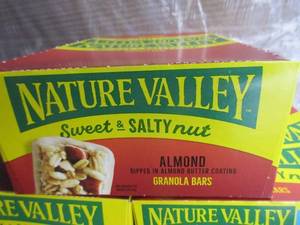 NATURE VALLEY
Sweet & SALTY nut
ALMOND
DIPPED IN ALMOND BUTTER COATING
GRANOLA BARS
NATURE VALLEY
NATURE VALLEY